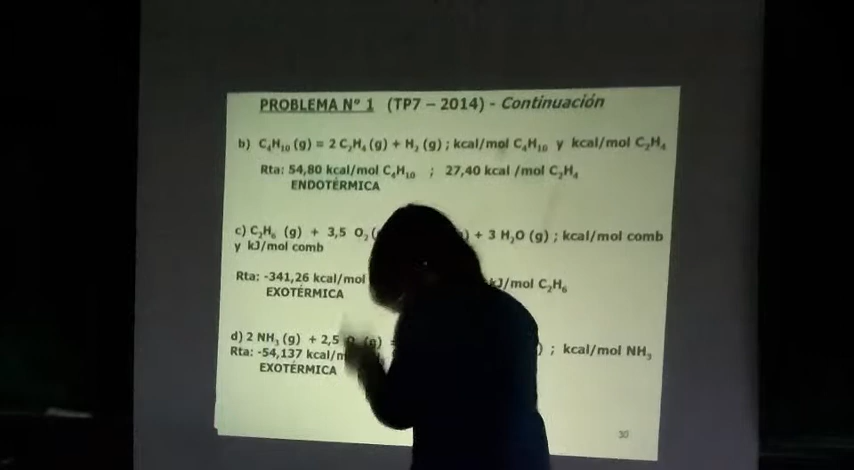 PROBLEMA Nº 1 (TP7 – 2014) - Continuación
b) C₄H₁₀ (g) = 2 C₂H₄ (g) + H₂ (g) ; kcal/mol C₄H₁₀ y kcal/mol C₂H₄
Rta: 54,80 kcal/mol C₄H₁₀ ; 27,40 kcal /mol C₂H₄
ENDOTÉRMICA
c) C₂H₆ (g) + 3,5 O₂ ) + 3 H₂O (g) ; kcal/mol comb
y kJ/mol comb
Rta: -341,26 kcal/mol kJ/mol C₂H₆
EXOTÉRMICA
d) 2 NH₃ (g) + 2,5 O₂ (g) = ) ; kcal/mol NH₃
Rta: -54,137 kcal/m
EXOTÉRMICA
30